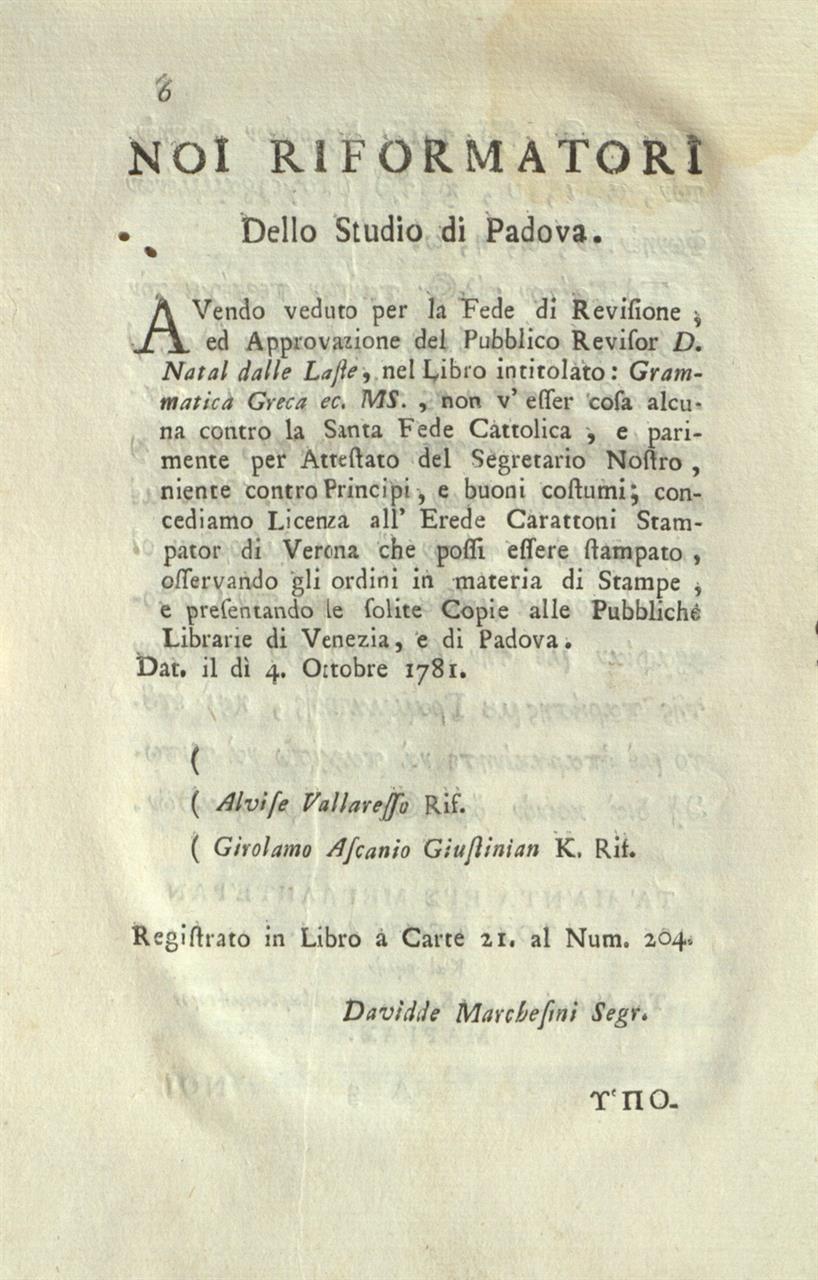 6
NOI RIFORMATORI
Dello Studio di Padova.
AVendo veduto per la Fede di Reviſione ,
ed Approvazione del Pubblico Reviſor D.
Natal dalle Laſte, nel Libro intitolato: Gram-
matica Greca ec. MS. , non v' eſſer coſa alcu-
na contro la Santa Fede Cattolica , e pari-
mente per Atteſtato del Segretario Noſtro ,
niente contro Principi, e buoni coſtumi; con-
cediamo Licenza all' Erede Carattoni Stam-
pator di Verona che poſſi eſſere ſtampato ,
oſſervando gli ordini in materia di Stampe ,
e preſentando le ſolite Copie alle Pubbliche
Librarie di Venezia, e di Padova.
Dat. il dì 4. Ottobre 1781.
(
( Alviſe Vallareſſo Rif.
( Girolamo Aſcanio Giuſtinian K. Rif.
Regiſtrato in Libro a Carte 21. al Num. 204.
Davidde Marcheſini Segr.
Υ῾ΠΟ-